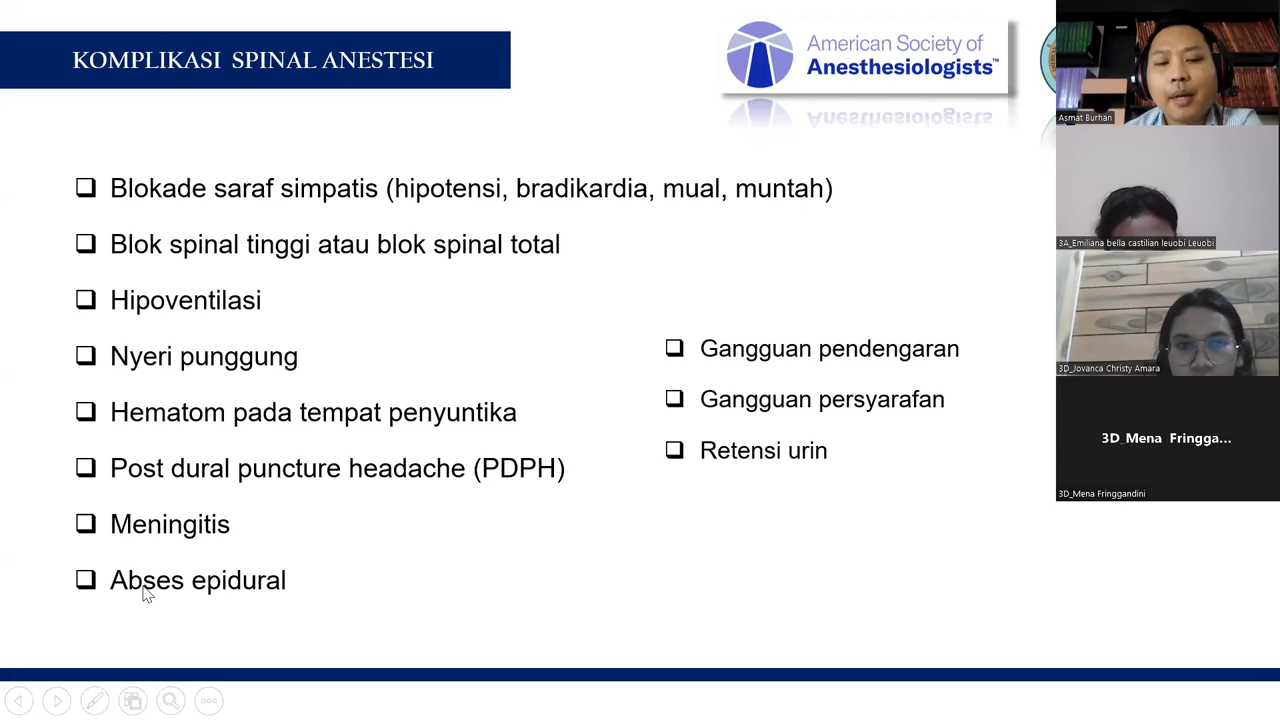 KOMPLIKASI SPINAL ANESTESI
American Society of
Anesthesiologists™
Blokade saraf simpatis (hipotensi, bradikardia, mual, muntah)
Blok spinal tinggi atau blok spinal total
Hipoventilasi
Nyeri punggung
Hematom pada tempat penyuntika
Post dural puncture headache (PDPH)
Meningitis
Abses epidural
Gangguan pendengaran
Gangguan persyarafan
Retensi urin
Asmat Burhan
3A_Emiliana bella castilian leuobi Leuobi
3D_Jovanca Christy Amara
3D_Mena Fringga...
3D_Mena Fringgandini